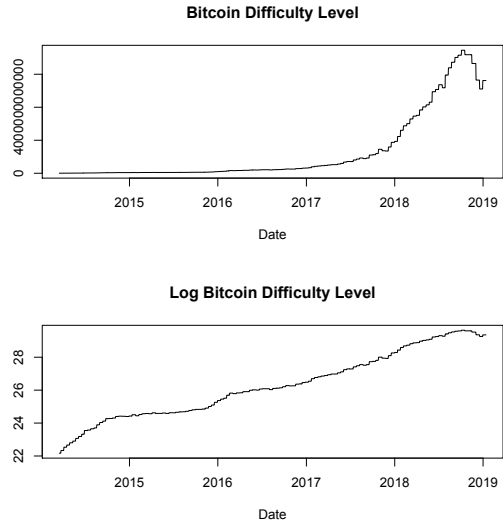 Bitcoin Difficulty Level
4000000000000
0
2015 2016 2017 2018 2019
Date
Log Bitcoin Difficulty Level
28
26
24
22
2015 2016 2017 2018 2019
Date